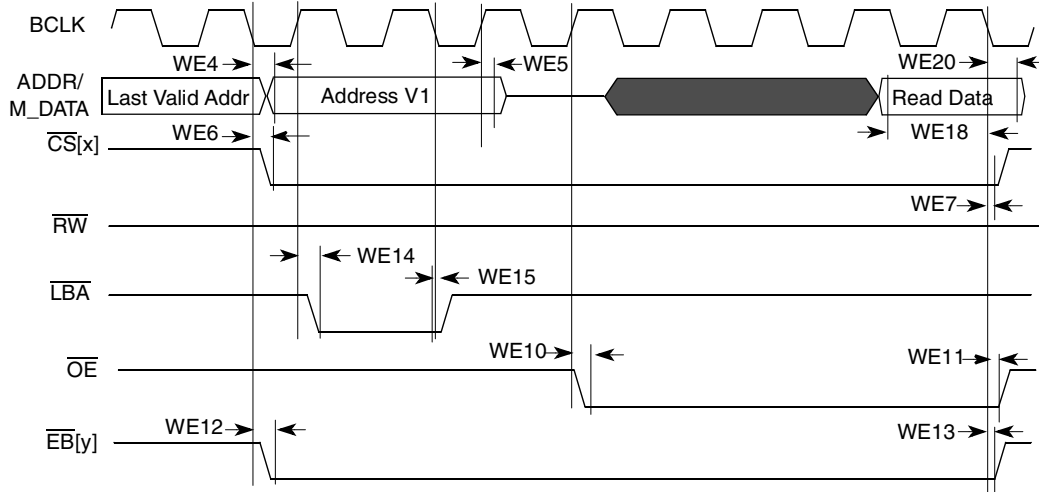 BCLK
WE4
WE5
WE20
ADDR/
M_DATA
Last Valid Addr
Address V1
Read Data
WE6
WE18
CS[x]
WE7
RW
WE14
WE15
LBA
WE10
WE11
OE
WE12
WE13
EB[y]